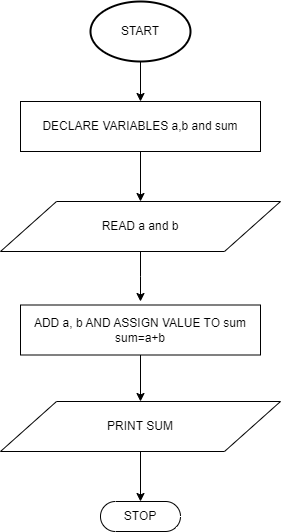 START
DECLARE VARIABLES a,b and sum
READ a and b
ADD a, b AND ASSIGN VALUE TO sum
sum=a+b
PRINT SUM
STOP